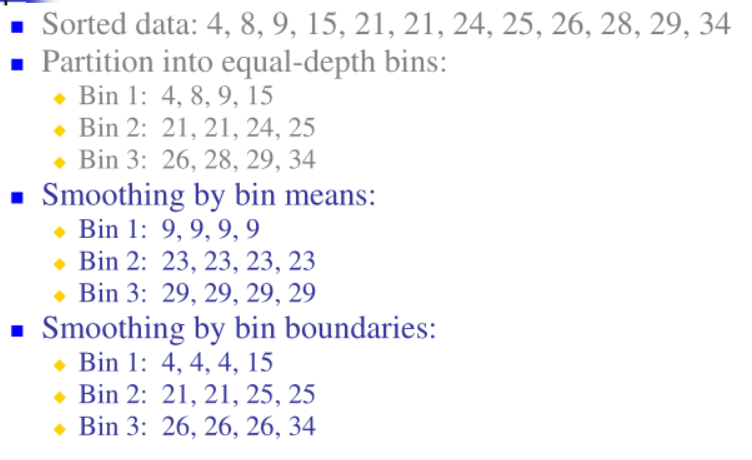 Sorted data: 4, 8, 9, 15, 21, 21, 24, 25, 26, 28, 29, 34
Partition into equal-depth bins:
Bin 1: 4, 8, 9, 15
Bin 2: 21, 21, 24, 25
Bin 3: 26, 28, 29, 34
Smoothing by bin means:
Bin 1: 9, 9, 9, 9
Bin 2: 23, 23, 23, 23
Bin 3: 29, 29, 29, 29
Smoothing by bin boundaries:
Bin 1: 4, 4, 4, 15
Bin 2: 21, 21, 25, 25
Bin 3: 26, 26, 26, 34